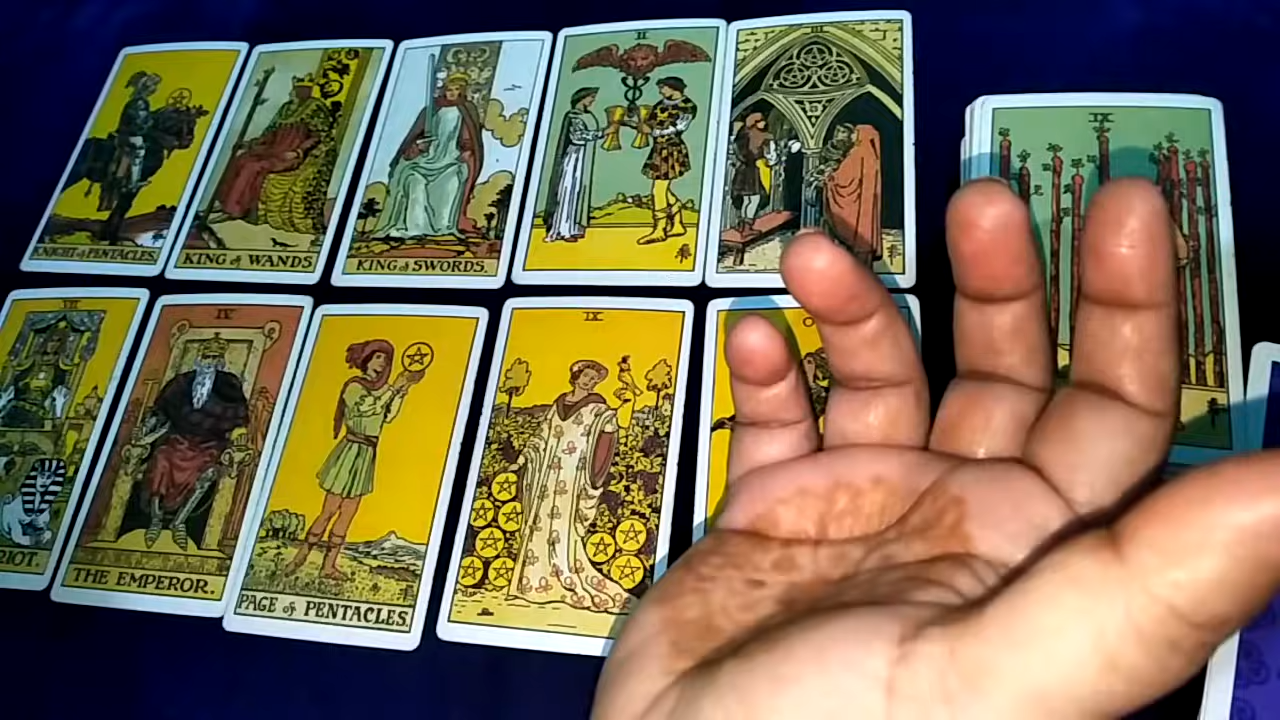 KNIGHT of PENTACLES.
KING of WANDS
KING of SWORDS.
II
III
IX
VII
RIOT.
IV
THE EMPEROR.
PAGE of PENTACLES.
IX